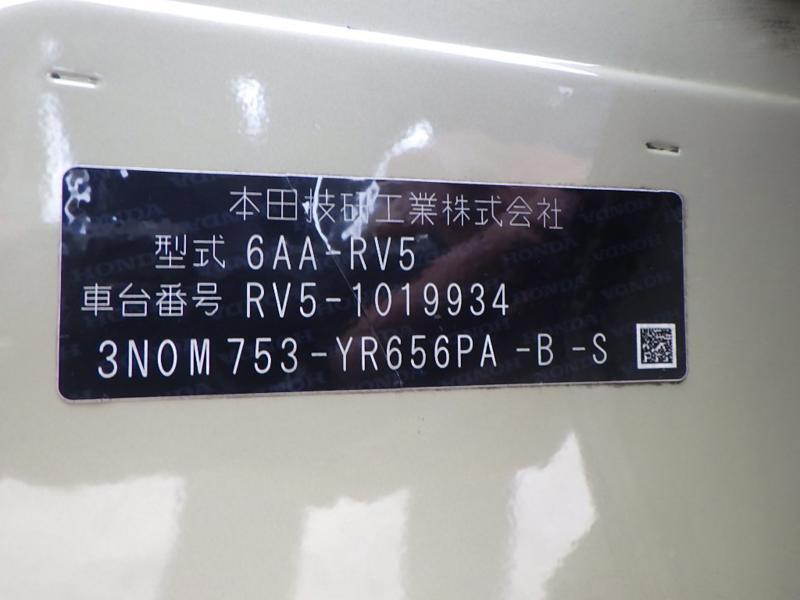 本田技研工業株式会社
型式 6AA-RV5
車台番号 RV5-1019934
3N0M753-YR656PA-B-S